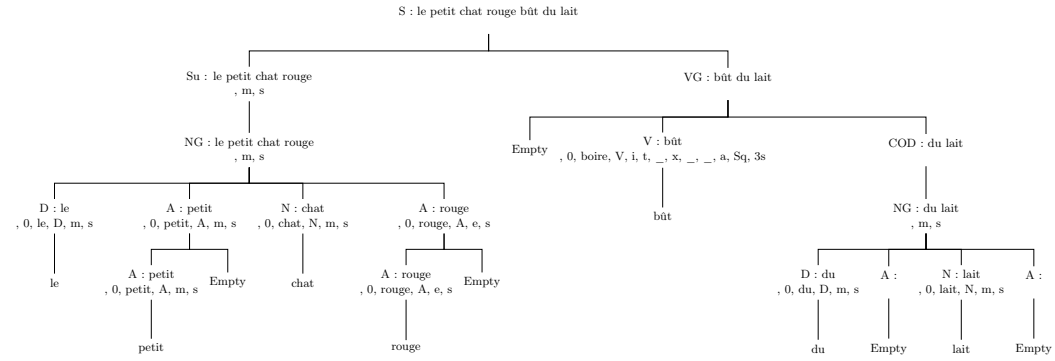 S : le petit chat rouge bût du lait
Su : le petit chat rouge
, m, s
VG : bût du lait
NG : le petit chat rouge
, m, s
Empty
V : bût
, 0, boire, V, i, t, _, x, _, _, a, Sq, 3s
COD : du lait
D : le
, 0, le, D, m, s
A : petit
, 0, petit, A, m, s
N : chat
, 0, chat, N, m, s
A : rouge
, 0, rouge, A, e, s
bût
NG : du lait
, m, s
le
A : petit
, 0, petit, A, m, s
Empty
chat
A : rouge
, 0, rouge, A, e, s
Empty
D : du
, 0, du, D, m, s
A :
N : lait
, 0, lait, N, m, s
A :
petit
rouge
du
Empty
lait
Empty